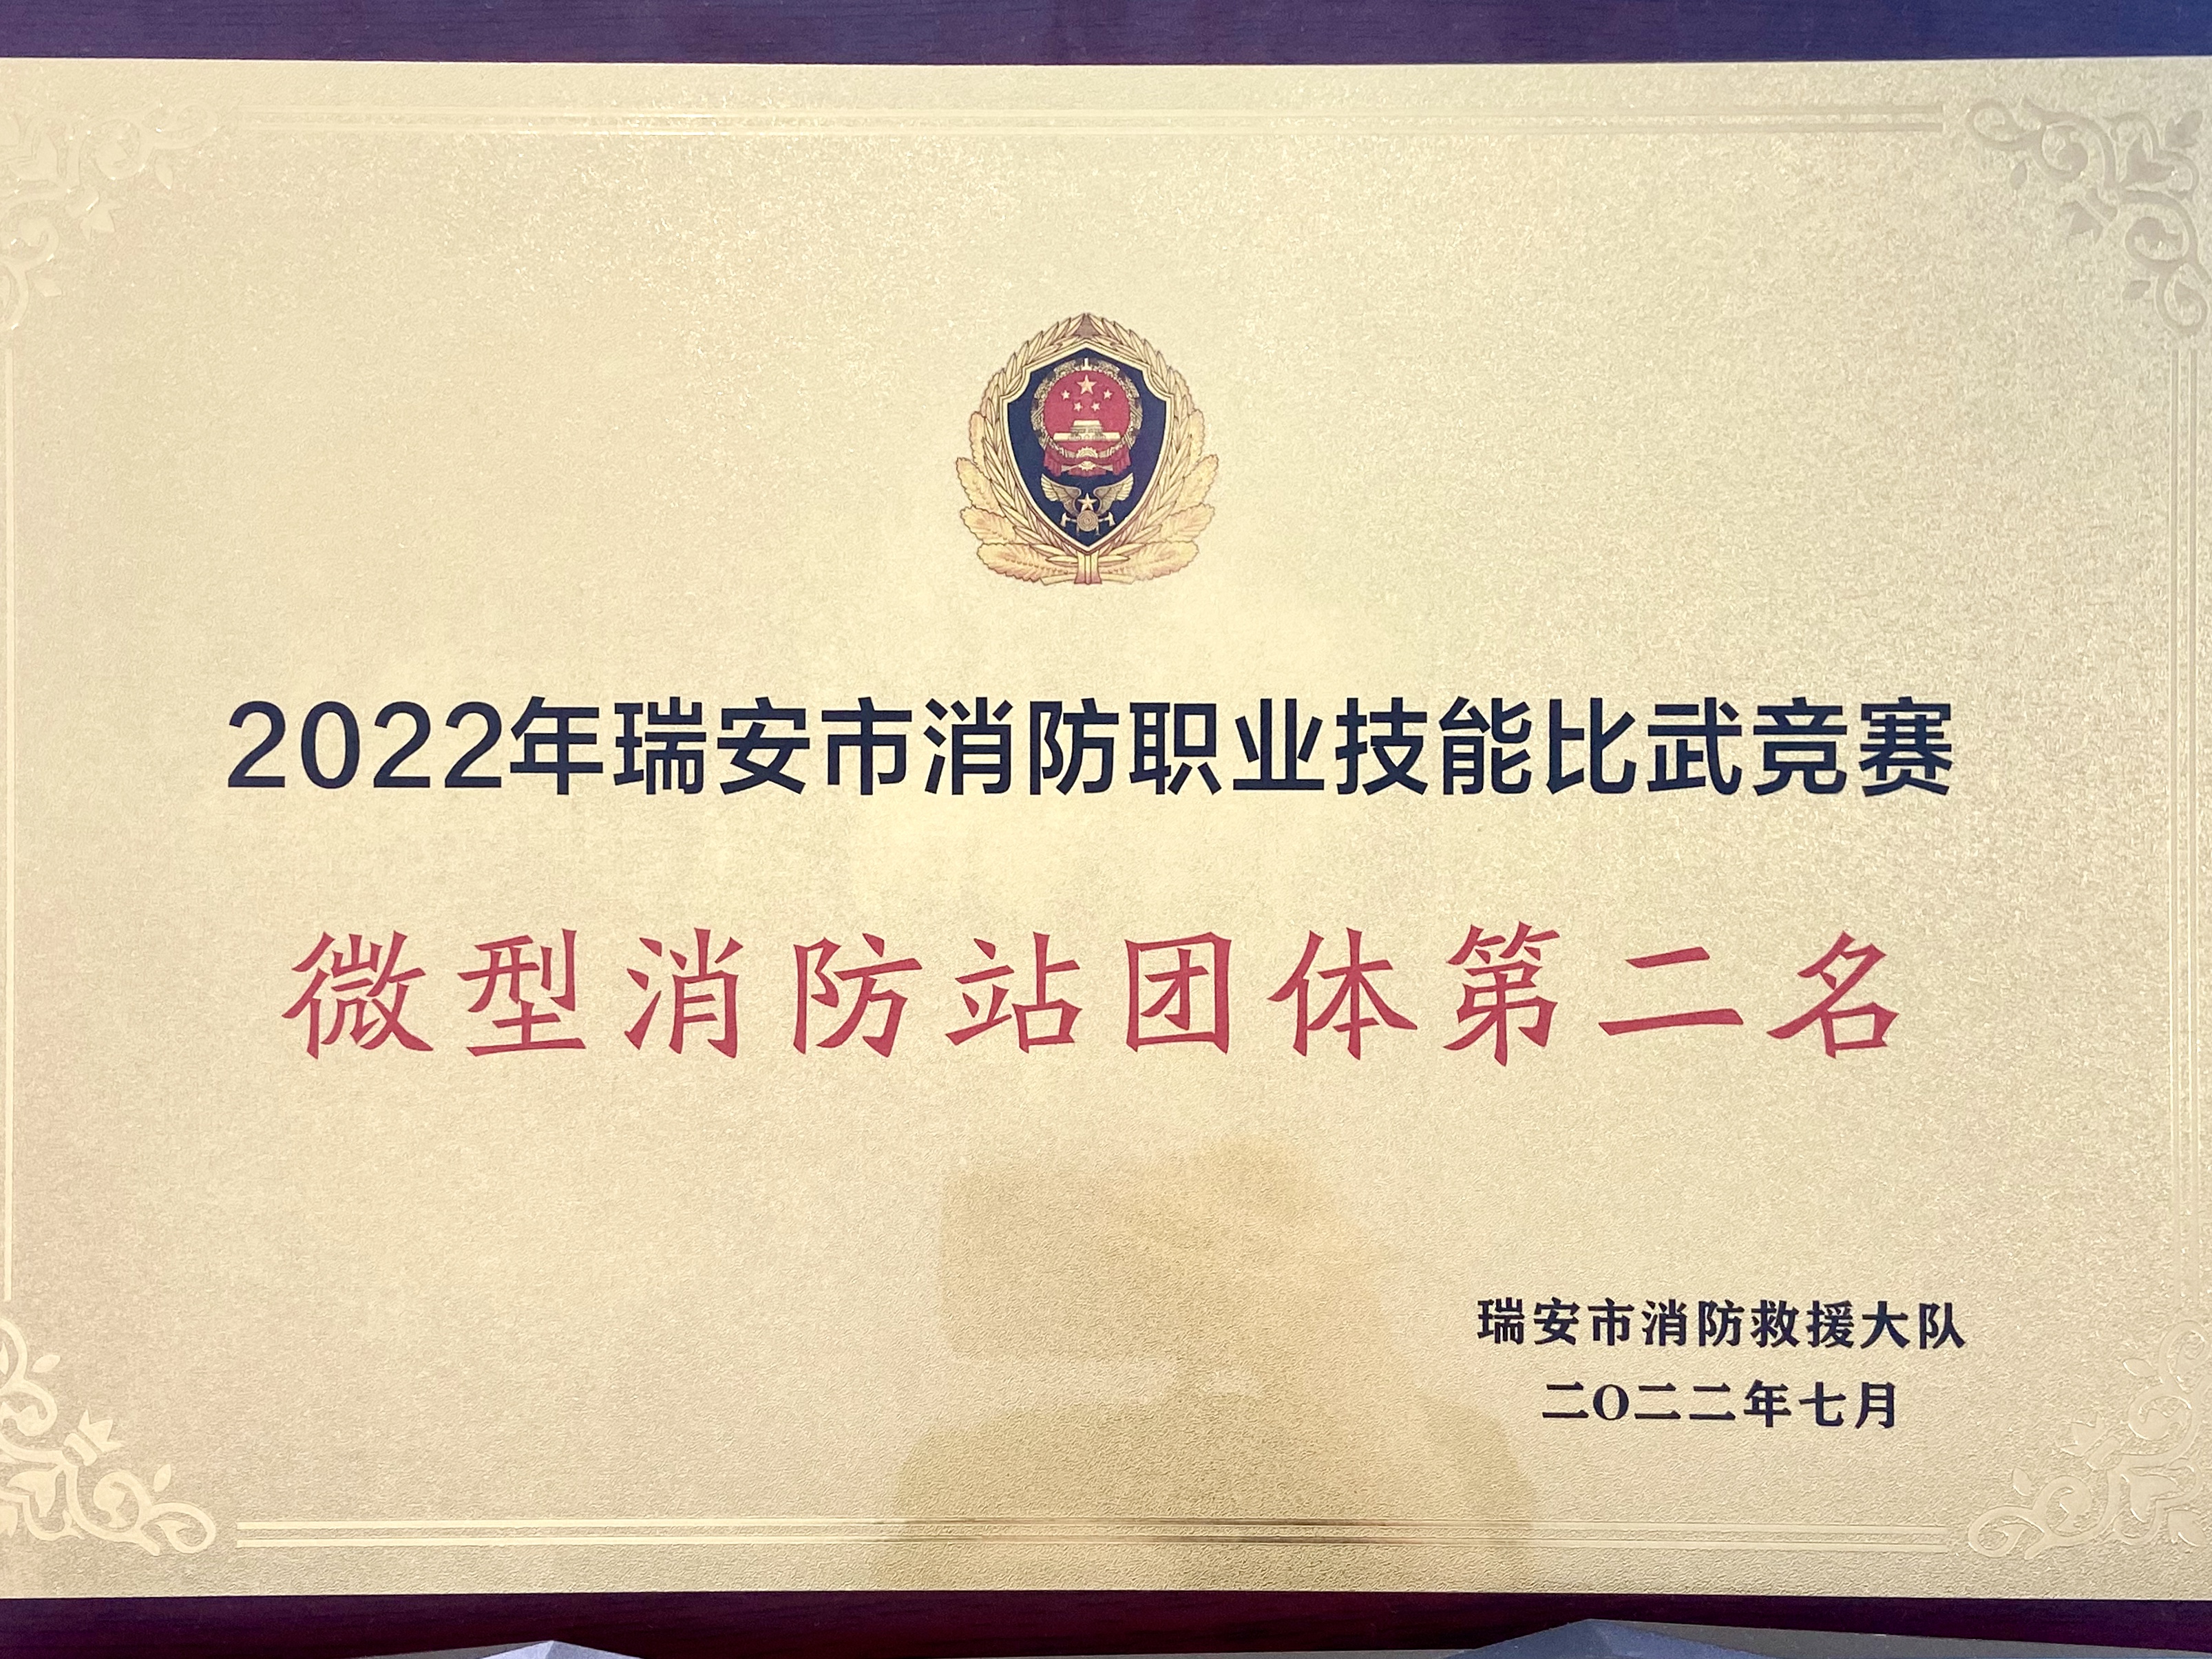 2022年瑞安市消防职业技能比武竞赛
微型消防站团体第二名
瑞安市消防救援大队
二〇二二年七月